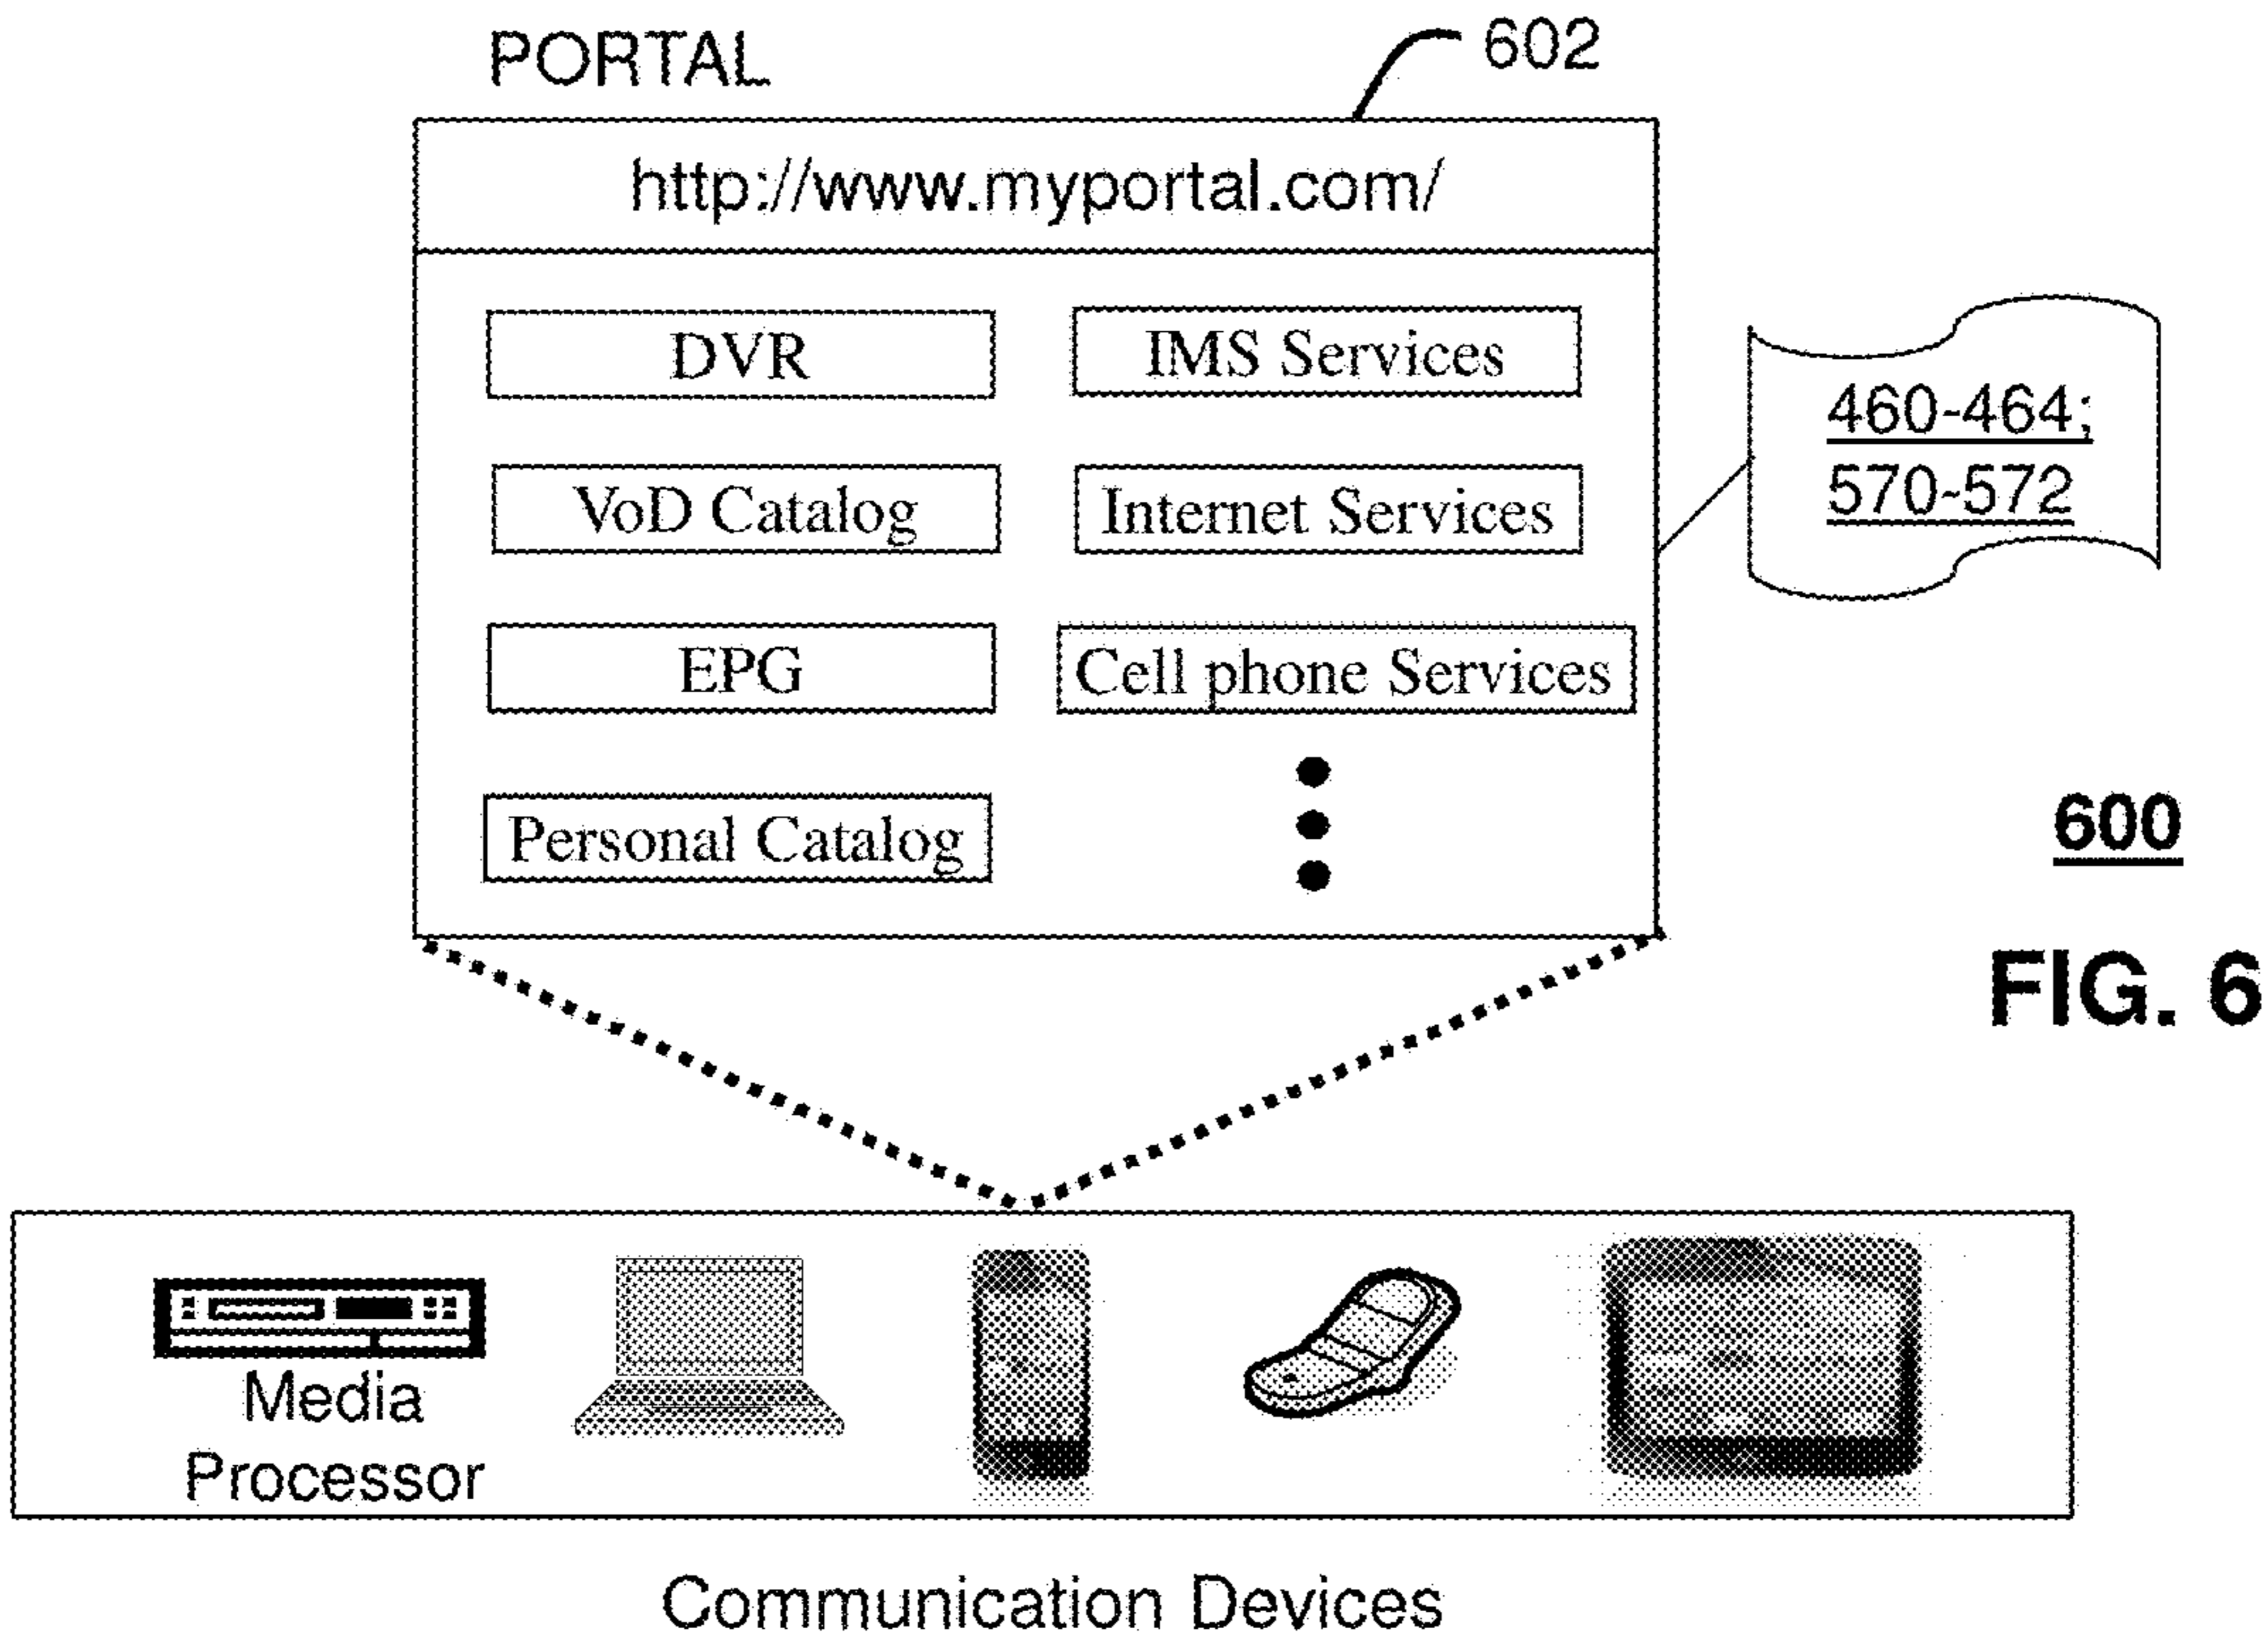 PORTAL
602
http://www.myportal.com/
DVR
IMS Services
VoD Catalog
Internet Services
EPG
Cell phone Services
Personal Catalog
460-464;
570-572
600
FIG. 6
Media
Processor
Communication Devices